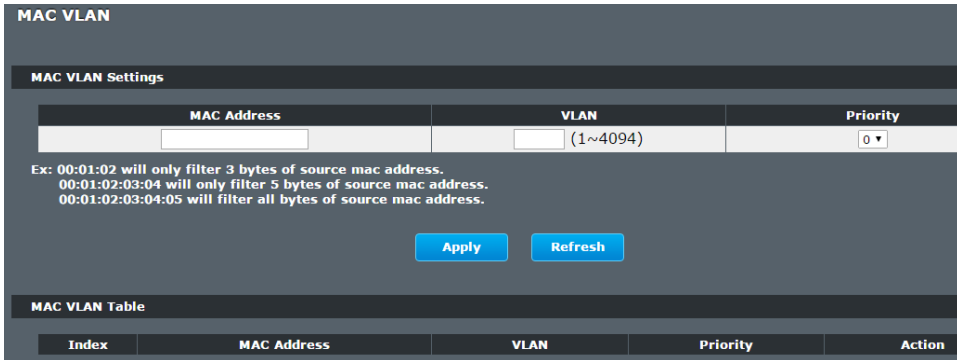 MAC VLAN
MAC VLAN Settings
MAC Address VLAN Priority
(1~4094) 0
Ex: 00:01:02 will only filter 3 bytes of source mac address.
00:01:02:03:04 will only filter 5 bytes of source mac address.
00:01:02:03:04:05 will filter all bytes of source mac address.
Apply Refresh
MAC VLAN Table
Index MAC Address VLAN Priority Action